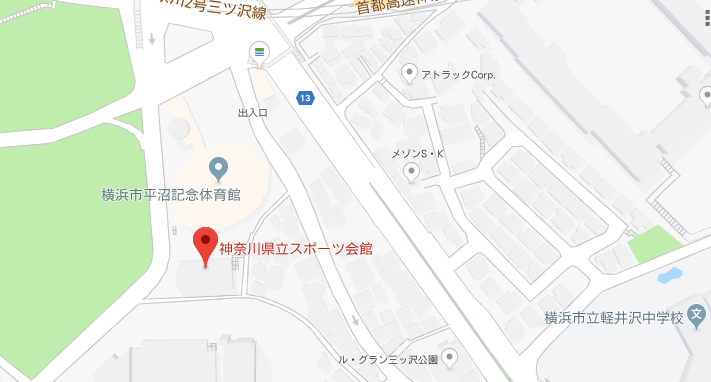 2号三ツ沢線
首都高速神
アトラックCorp.
13
出入口
メゾンS・K
横浜市平沼記念体育館
神奈川県立スポーツ会館
横浜市立軽井沢中学校
文
ル・グラン三ッ沢公園